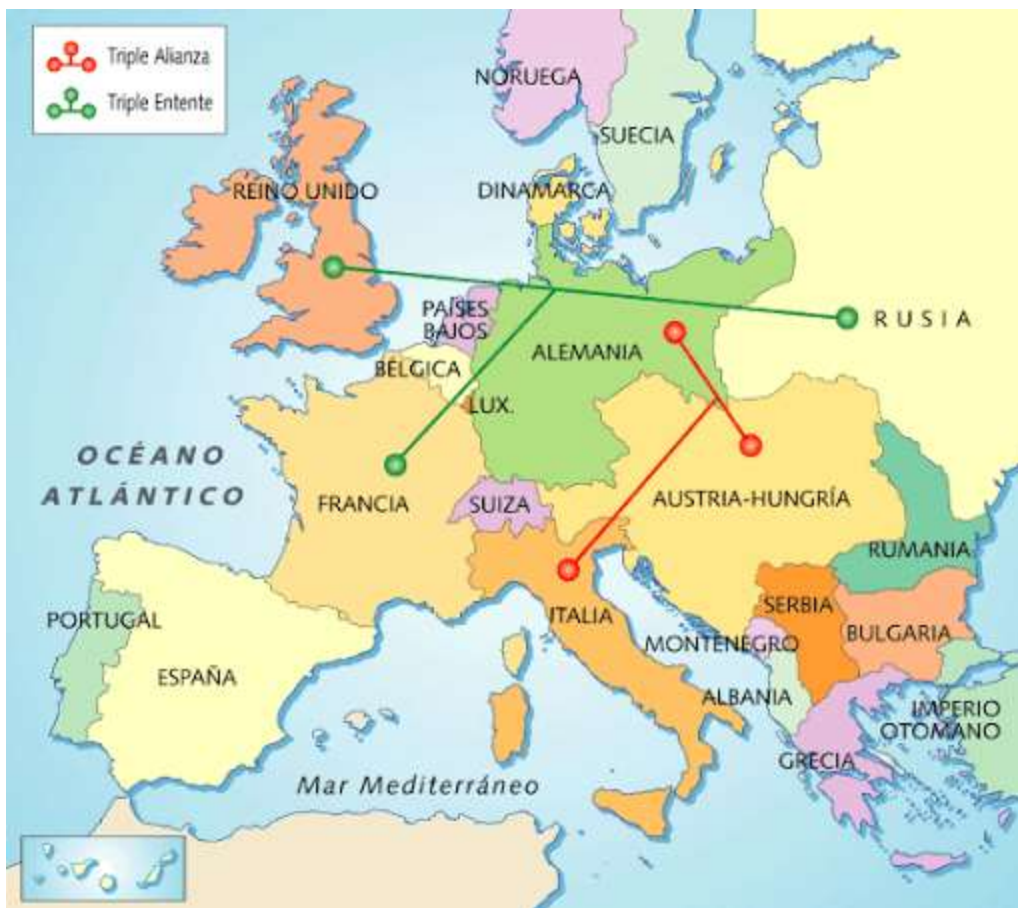 Triple Alianza
Triple Entente
NORUEGA
SUECIA
REINO UNIDO
DINAMARCA
PAÍSES
BAJOS
RUSIA
ALEMANIA
BÉLGICA
LUX.
OCÉANO
ATLÁNTICO
FRANCIA
SUIZA
AUSTRIA-HUNGRÍA
RUMANIA
PORTUGAL
ITALIA
SERBIA
MONTENEGRO
BULGARIA
ESPAÑA
ALBANIA
IMPERIO
OTOMANO
GRECIA
Mar Mediterráneo